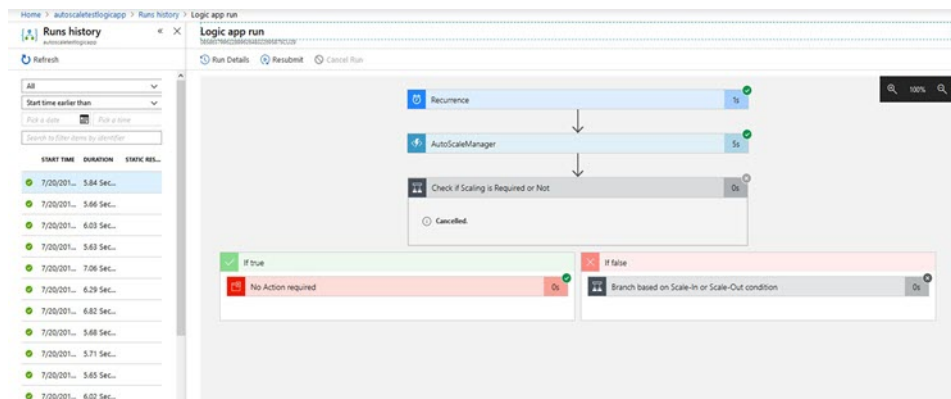 Home > autoscaletestlogicapp > Runs history > Logic app run
Runs history
autoscaletestlogicapp
Logic app run
Refresh
Run Details
Resubmit
Cancel Run
All
Start time earlier than
Pick a date
Pick a time
Search to filter items by identifier
START TIME DURATION STATIC RES...
7/20/201... 5.84 Sec...
7/20/201... 5.66 Sec...
7/20/201... 6.03 Sec...
7/20/201... 5.63 Sec...
7/20/201... 7.06 Sec...
7/20/201... 6.29 Sec...
7/20/201... 6.82 Sec...
7/20/201... 5.68 Sec...
7/20/201... 5.71 Sec...
7/20/201... 5.65 Sec...
7/20/201... 6.02 Sec...
100%
Recurrence 1s
AutoScaleManager 5s
Check if Scaling is Required or Not 0s
Cancelled.
If true
No Action required 0s
If false
Branch based on Scale-In or Scale-Out condition 0s